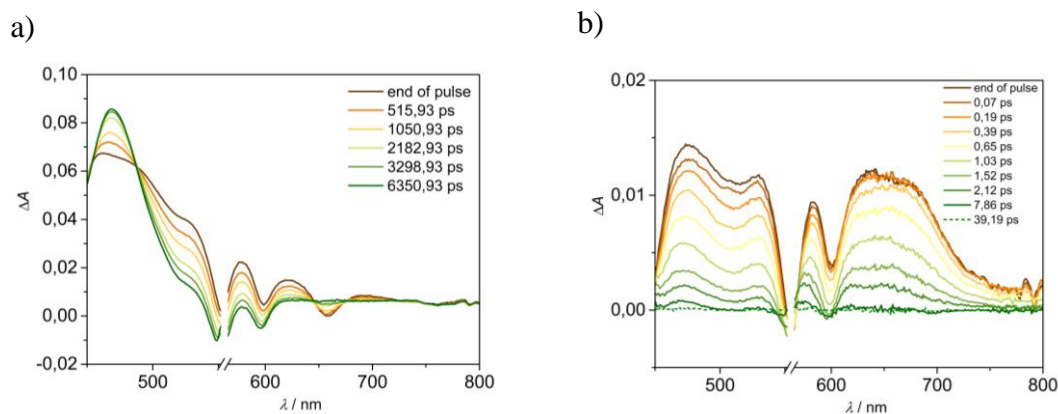 a)
0,10
0,08
0,06
0,04
0,02
0,00
-0,02
ΔA
end of pulse
515,93 ps
1050,93 ps
2182,93 ps
3298,93 ps
6350,93 ps
500 600 700 800
λ / nm
b)
0,02
0,01
0,00
ΔA
end of pulse
0,07 ps
0,19 ps
0,39 ps
0,65 ps
1,03 ps
1,52 ps
2,12 ps
7,86 ps
39,19 ps
500 600 700 800
λ / nm